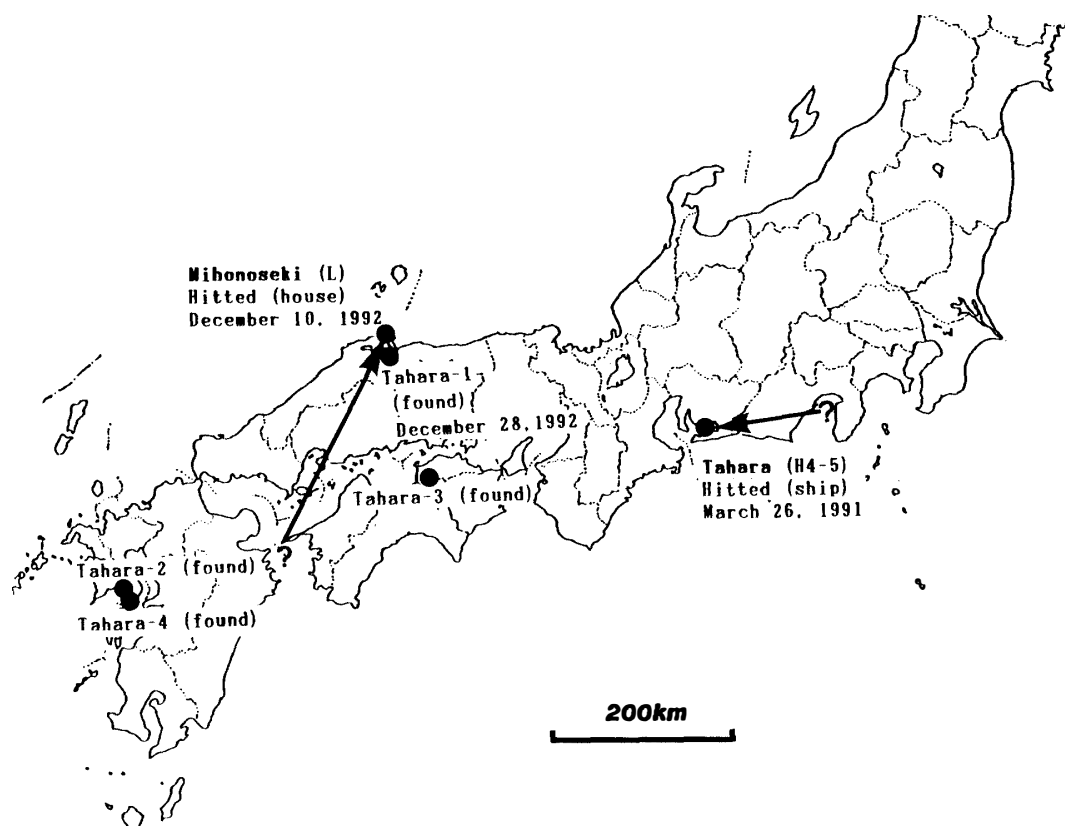 Mihonoseki (L)
Hitted (house)
December 10. 1992
Tahara-1
(found)
December 28,1992
Tahara-3 (found)
?
Tahara (H4-5)
Hitted (ship)
March 26, 1991
?
Tahara-2 (found)
Tahara-4 (found)
200km